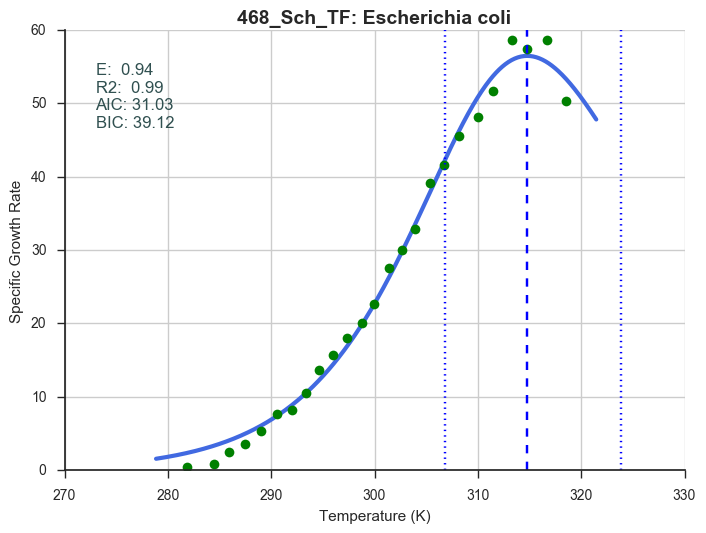 468_Sch_TF: Escherichia coli
E: 0.94
R2: 0.99
AIC: 31.03
BIC: 39.12
Specific Growth Rate
60
50
40
30
20
10
0
270 280 290 300 310 320 330
Temperature (K)